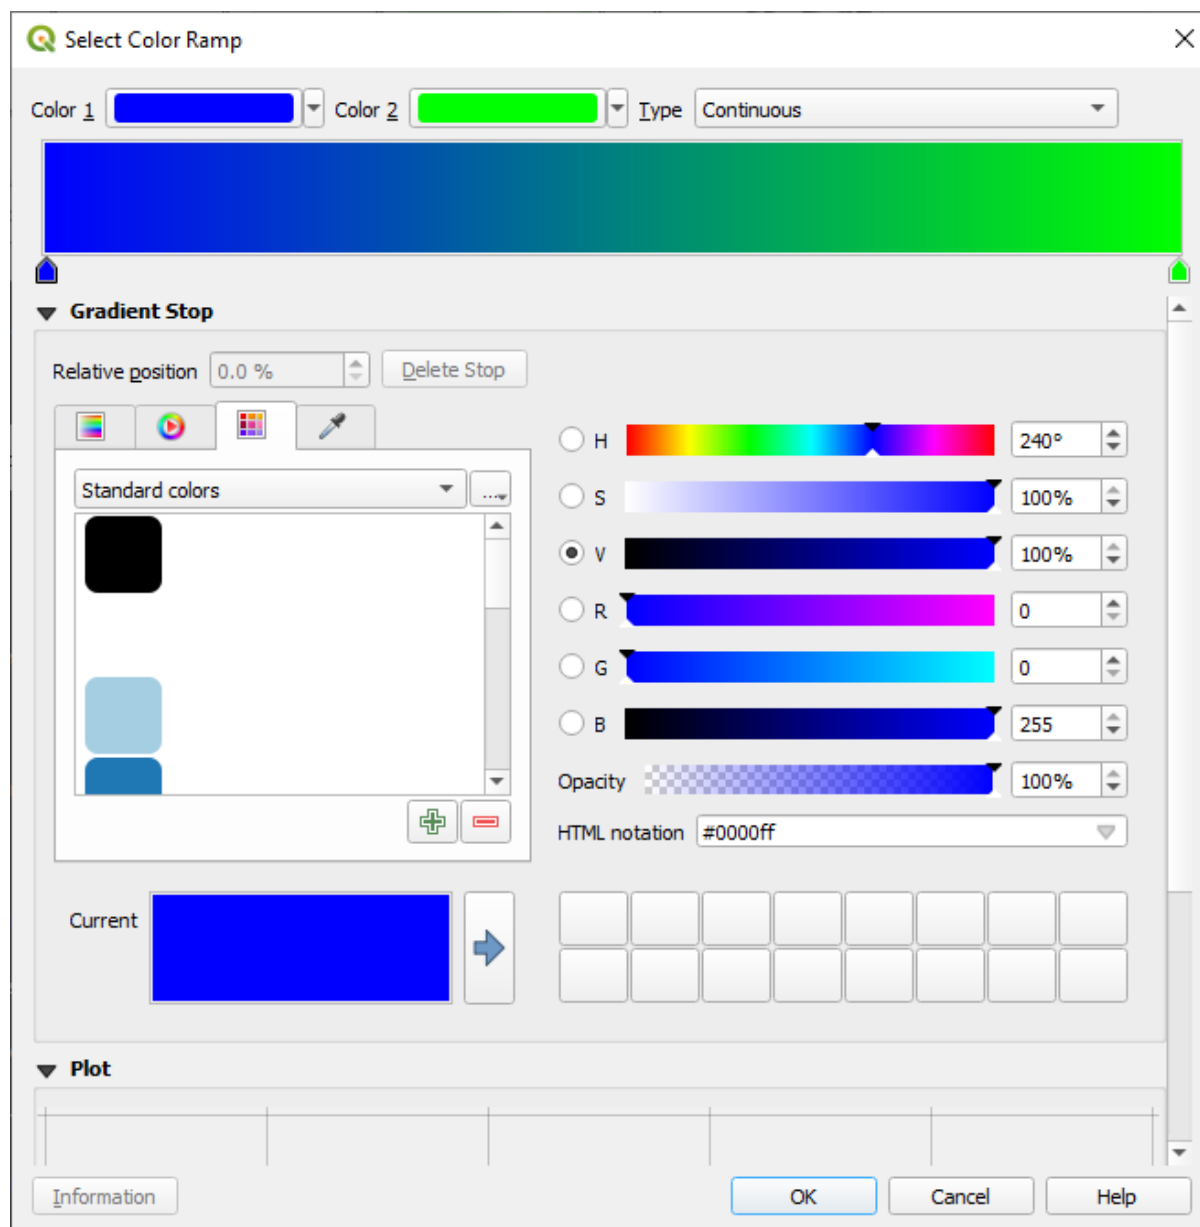 Select Color Ramp
Color 1 Color 2 Type Continuous
Gradient Stop
Relative position 0.0 % Delete Stop
H 240°
Standard colors ...
S 100%
V 100%
R 0
G 0
B 255
Opacity 100%
HTML notation #0000ff
Current
Plot
Information OK Cancel Help